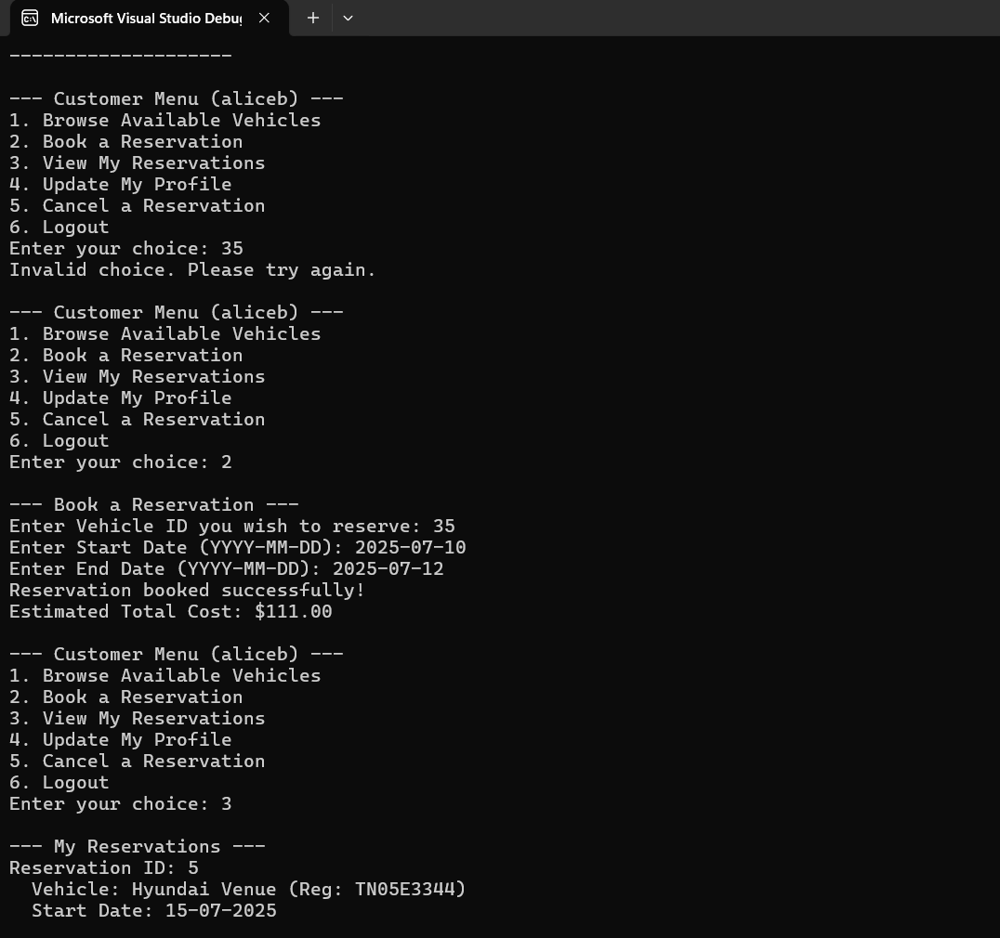 Microsoft Visual Studio Debug
--------------------
--- Customer Menu (aliceb) ---
1. Browse Available Vehicles
2. Book a Reservation
3. View My Reservations
4. Update My Profile
5. Cancel a Reservation
6. Logout
Enter your choice: 35
Invalid choice. Please try again.
--- Customer Menu (aliceb) ---
1. Browse Available Vehicles
2. Book a Reservation
3. View My Reservations
4. Update My Profile
5. Cancel a Reservation
6. Logout
Enter your choice: 2
--- Book a Reservation ---
Enter Vehicle ID you wish to reserve: 35
Enter Start Date (YYYY-MM-DD): 2025-07-10
Enter End Date (YYYY-MM-DD): 2025-07-12
Reservation booked successfully!
Estimated Total Cost: $111.00
--- Customer Menu (aliceb) ---
1. Browse Available Vehicles
2. Book a Reservation
3. View My Reservations
4. Update My Profile
5. Cancel a Reservation
6. Logout
Enter your choice: 3
--- My Reservations ---
Reservation ID: 5
Vehicle: Hyundai Venue (Reg: TN05E3344)
Start Date: 15-07-2025